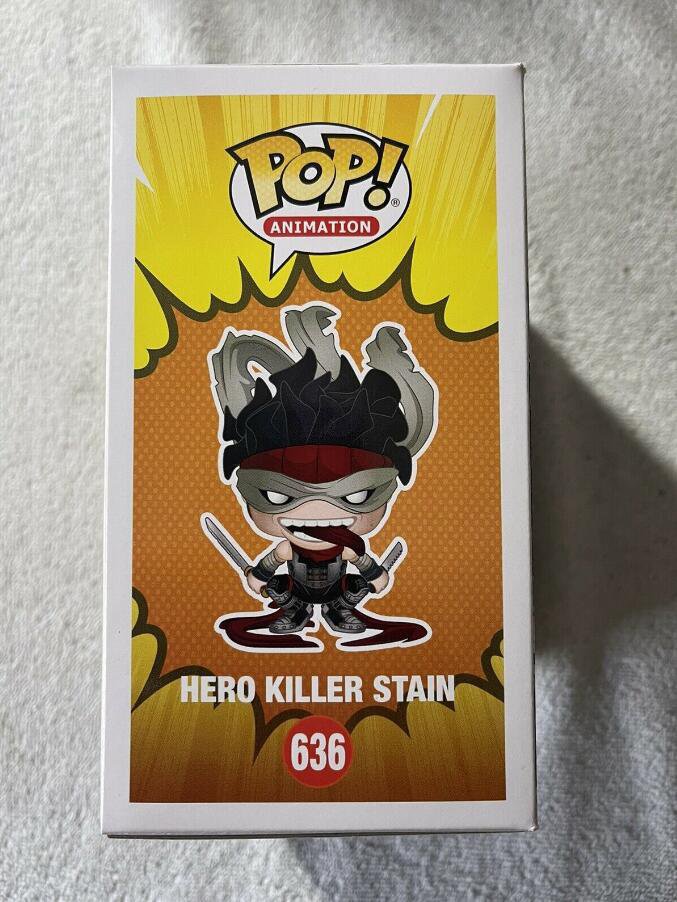 POP!®
ANIMATION
HERO KILLER STAIN
636